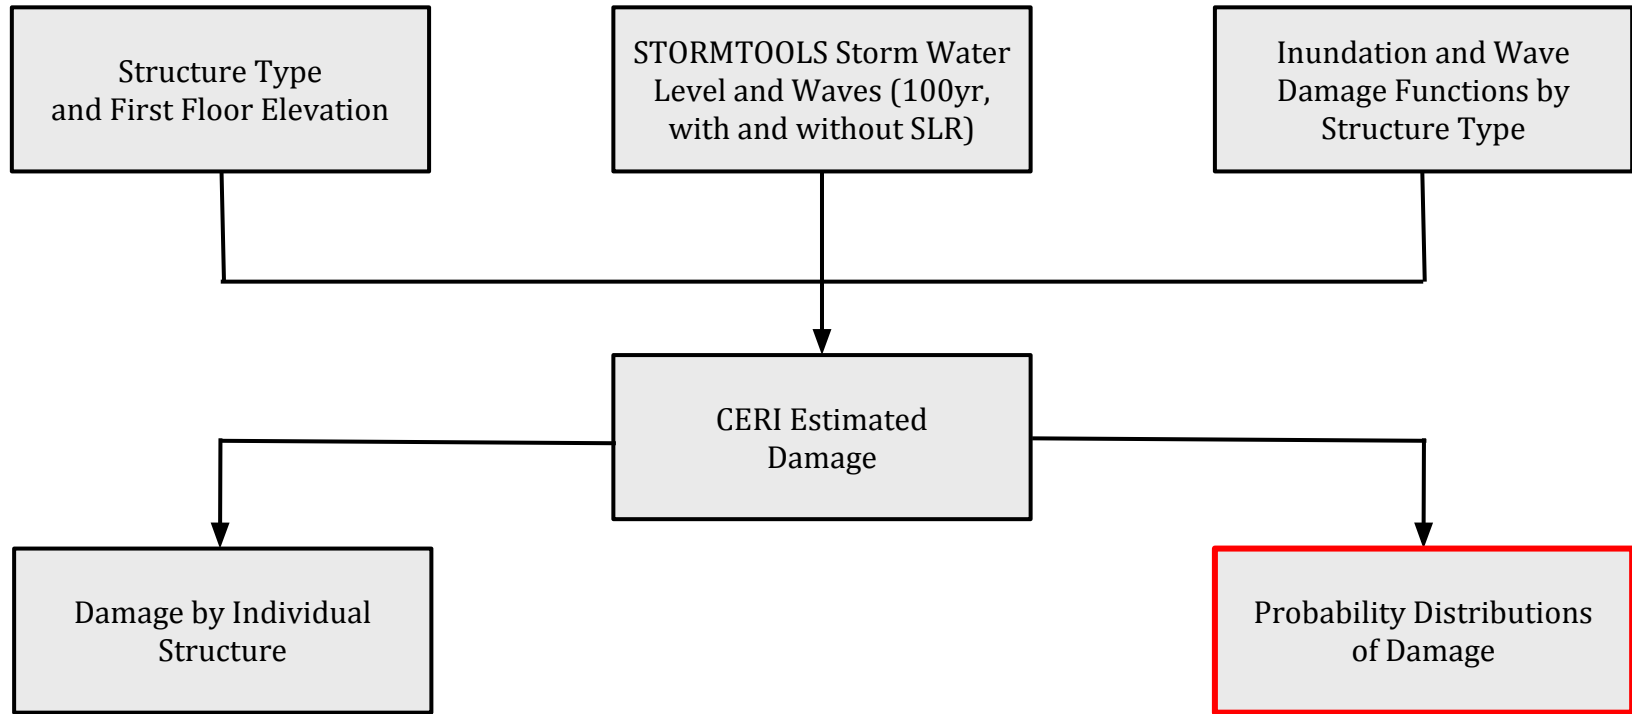 Structure Type
and First Floor Elevation
STORMTOOLS Storm Water
Level and Waves (100yr,
with and without SLR)
Inundation and Wave
Damage Functions by
Structure Type
CERI Estimated
Damage
Damage by Individual
Structure
Probability Distributions
of Damage